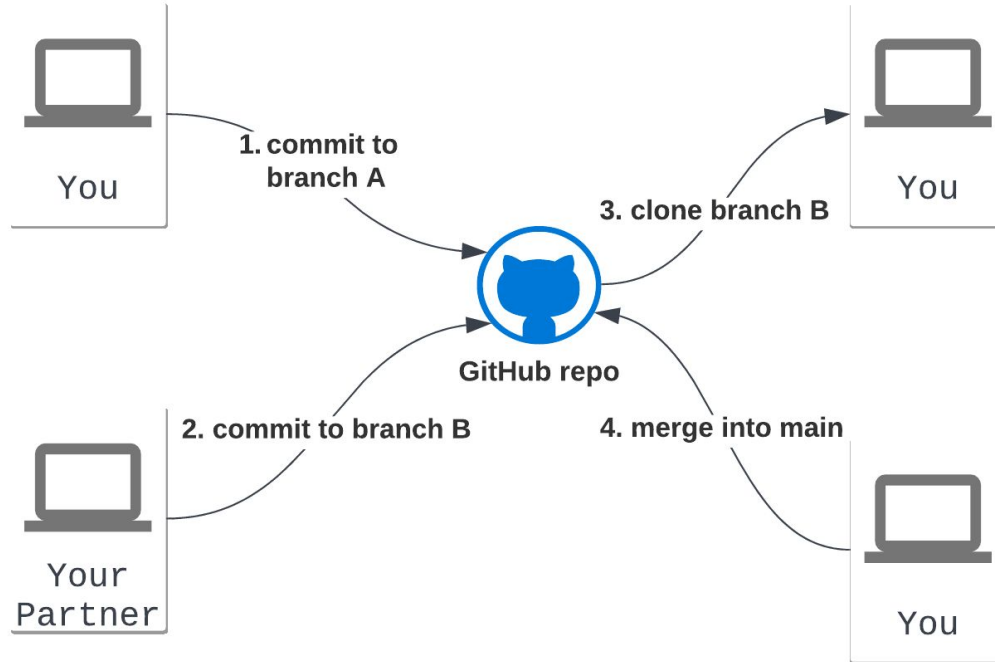 You
1. commit to
branch A
Your
Partner
2. commit to branch B
GitHub repo
3. clone branch B
You
4. merge into main
You